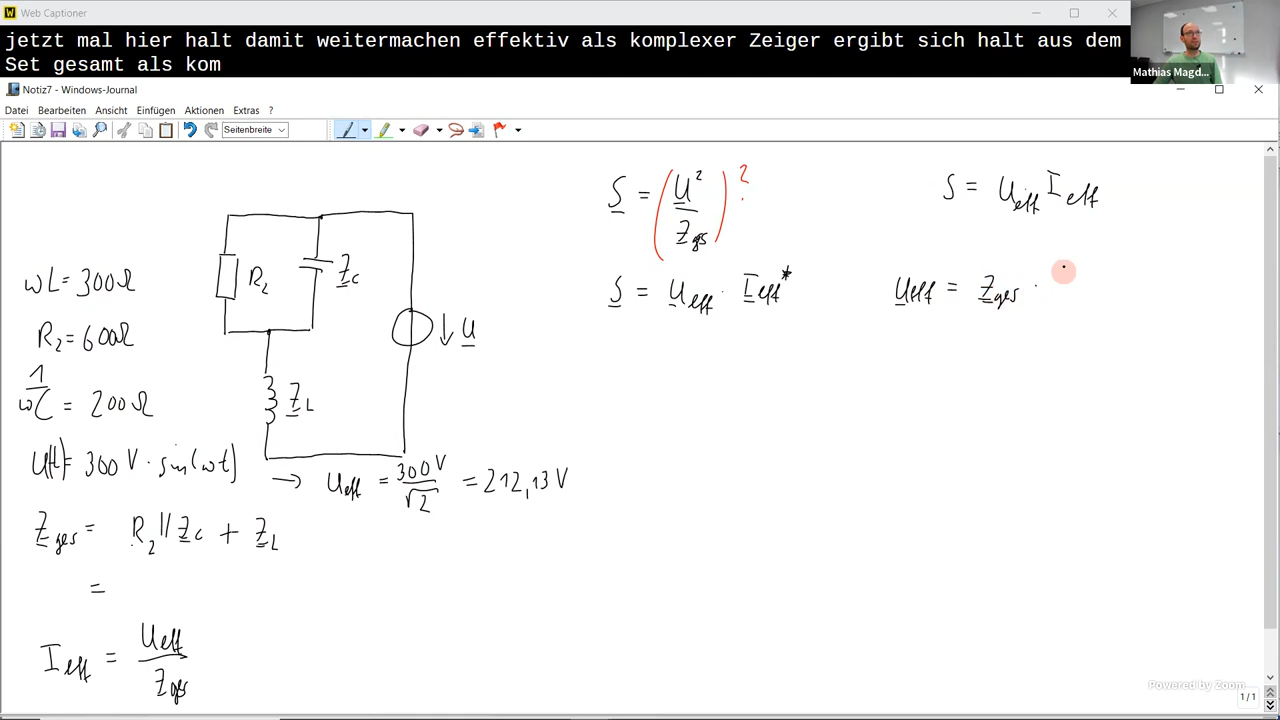 Web Captioner
jetzt mal hier halt damit weitermachen effektiv als komplexer Zeiger ergibt sich halt aus dem
Set gesamt als kom
Mathias Magd...
Notiz7 - Windows-Journal
Datei Bearbeiten Ansicht Einfügen Aktionen Extras ?
Seitenbreite
S = (U² / Zges) ?
S = Ueff Ieff
S = Ueff · Ieff*
Ueff = Zges ·
R2
Zc
U
ZL
ωL = 300Ω
R2 = 600Ω
1/ωC = 200Ω
U(t) = 300 V · sin(ωt)
→ Ueff = 300V / √2 = 212,13 V
Zges = R2 || Zc + ZL
=
Ieff = Ueff / Zges
Powered by Zoom
1 / 1